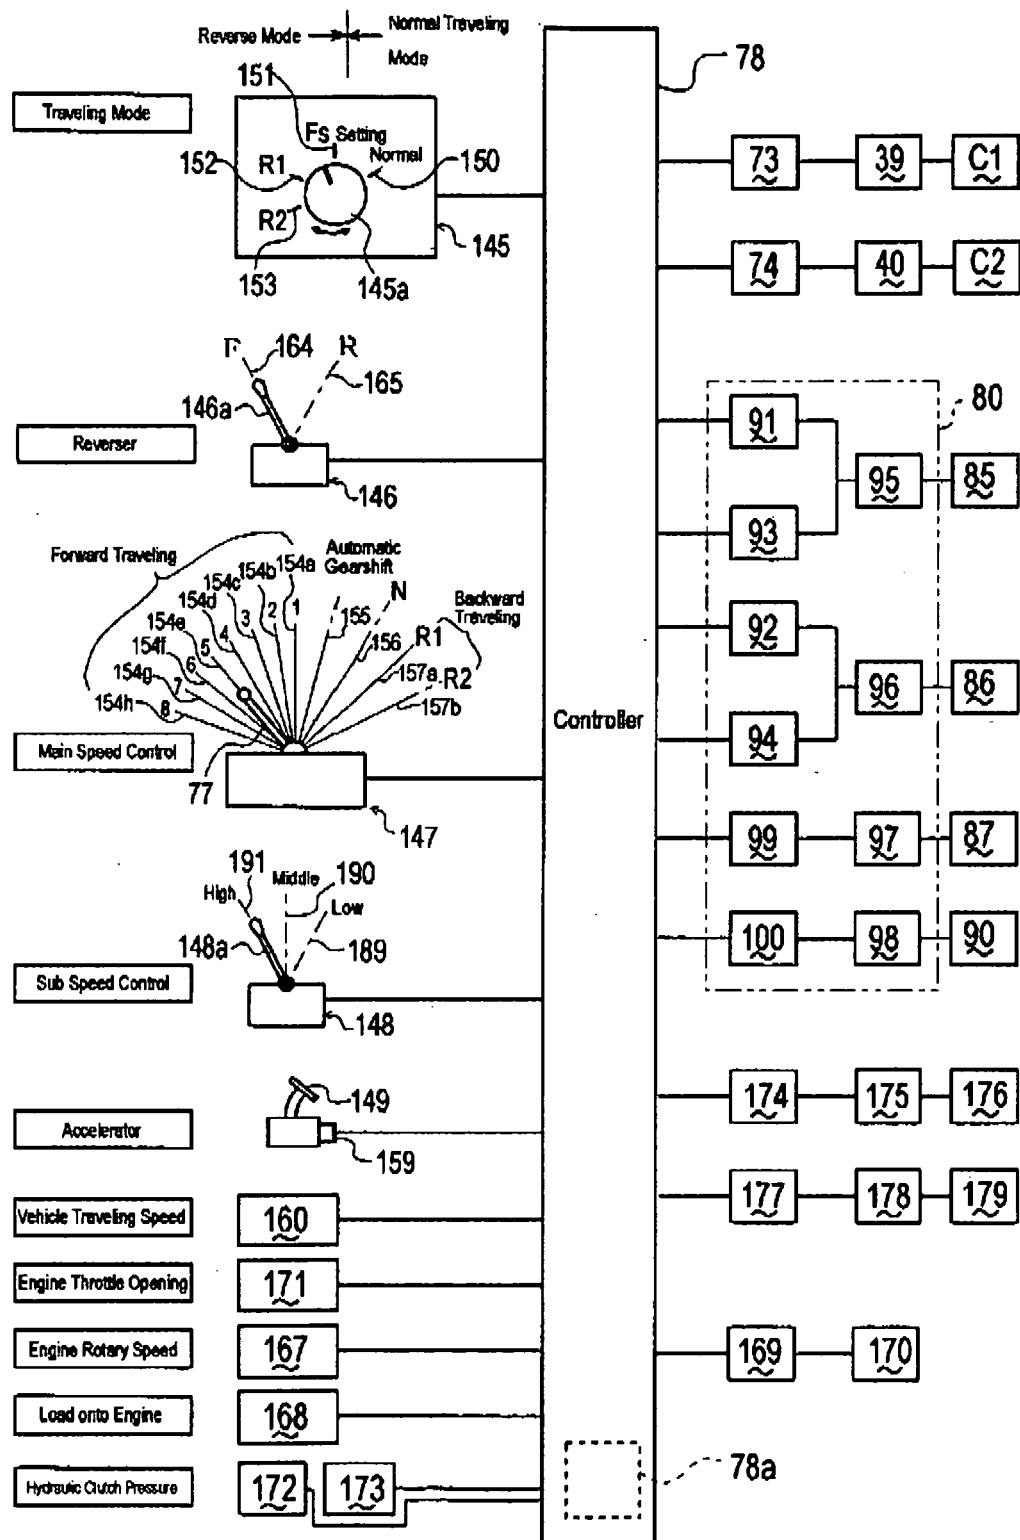 Reverse Mode
Normal Traveling
Mode
78
151
Traveling Mode
Fs Setting
Normal
152
R1
150
R2
145
153
145a
73
39
C1
74
40
C2
F
164
R
165
146a
Reverser
146
80
91
95
85
93
Forward Traveling
Automatic
Gearshift
154a
154b
154c
154d
154e
154f
154g
154h
1
2
3
4
5
6
7
8
155
N
156
Backward
Traveling
R1
157a
R2
157b
Main Speed Control
77
147
Controller
92
96
86
94
99
97
87
100
98
90
191
Middle
190
High
Low
148a
189
Sub Speed Control
148
149
Accelerator
159
174
175
176
Vehicle Traveling Speed
160
177
178
179
Engine Throttle Opening
171
Engine Rotary Speed
167
169
170
Load onto Engine
168
Hydraulic Clutch Pressure
172
173
78a